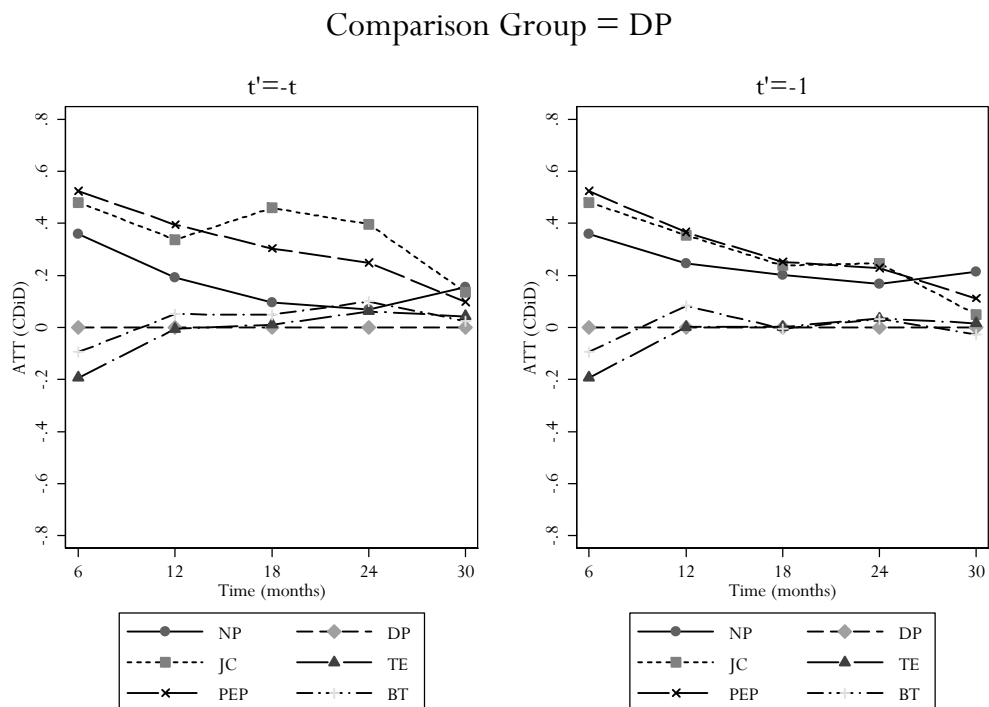 Comparison Group = DP
t'=-t
ATT (CDiD)
.8
.6
.4
.2
0
-.2
-.4
-.6
-.8
6 12 18 24 30
Time (months)
NP DP
JC TE
PEP BT
t'=-1
ATT (CDiD)
.8
.6
.4
.2
0
-.2
-.4
-.6
-.8
6 12 18 24 30
Time (months)
NP DP
JC TE
PEP BT